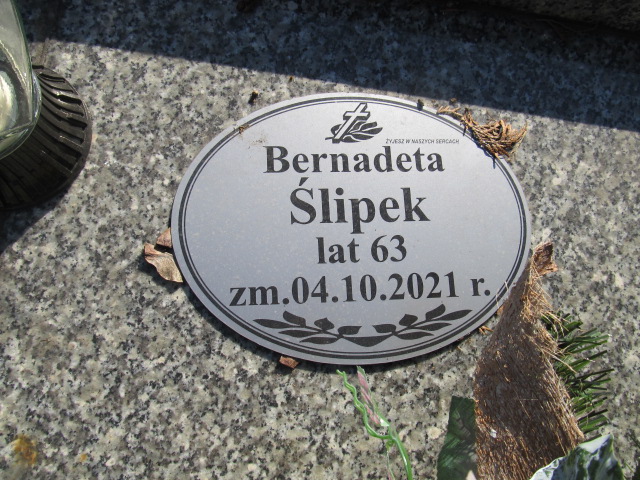 ŻYJESZ W NASZYCH SERCACH
Bernadeta
Ślipek
lat 63
zm.04.10.2021 r.